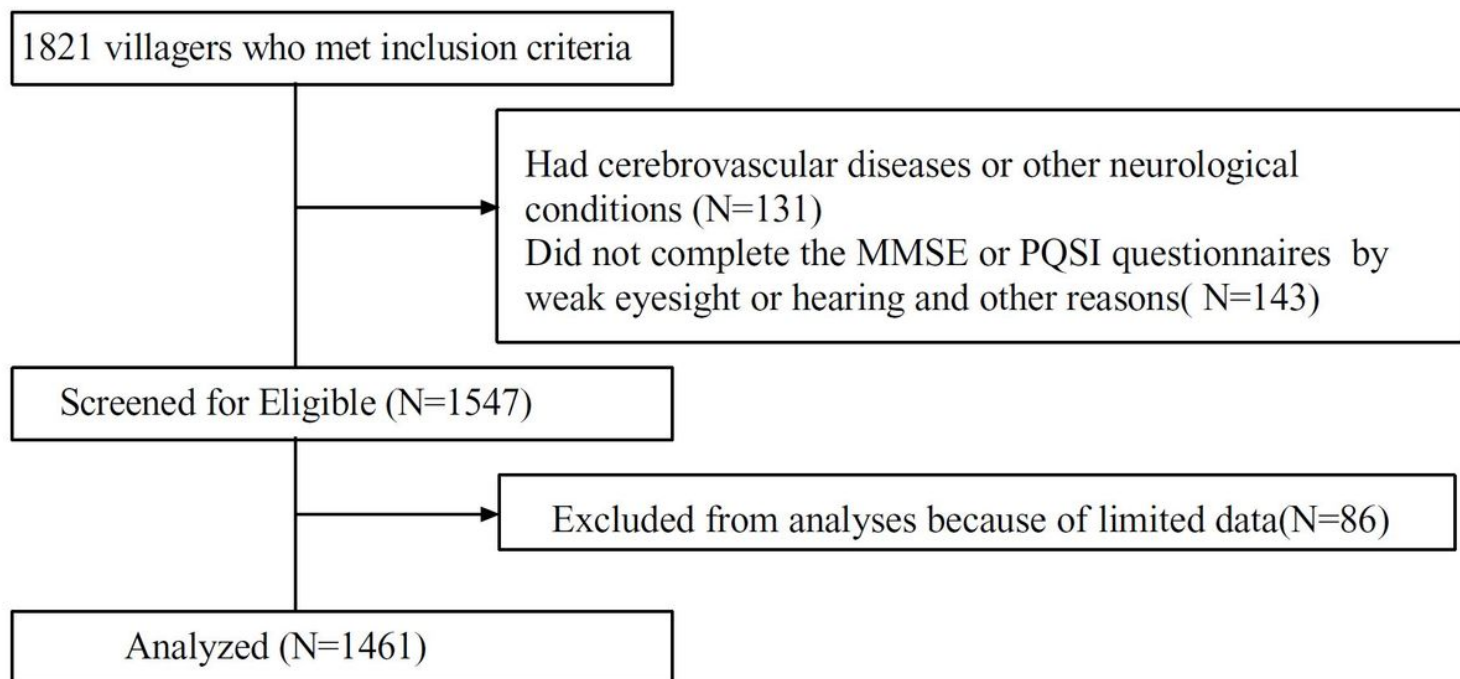 1821 villagers who met inclusion criteria
Had cerebrovascular diseases or other neurological
conditions (N=131)
Did not complete the MMSE or PQSI questionnaires by
weak eyesight or hearing and other reasons( N=143)
Screened for Eligible (N=1547)
Excluded from analyses because of limited data(N=86)
Analyzed (N=1461)